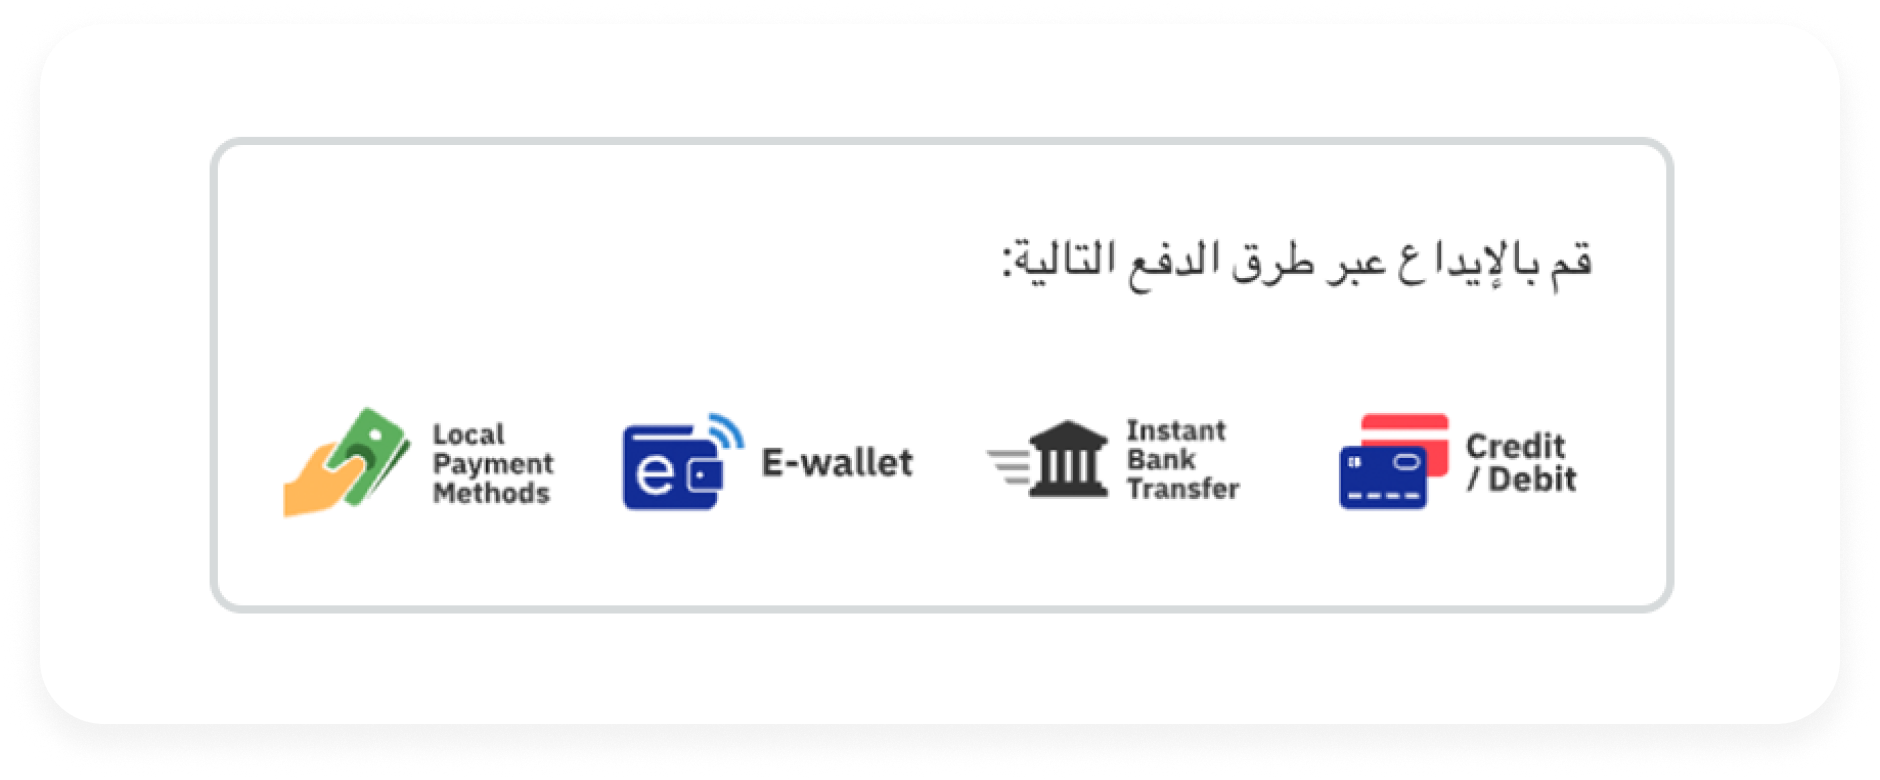 قم بالإيداع عبر طرق الدفع التالية:
Credit
/ Debit
Instant
Bank
Transfer
E-wallet
Local
Payment
Methods